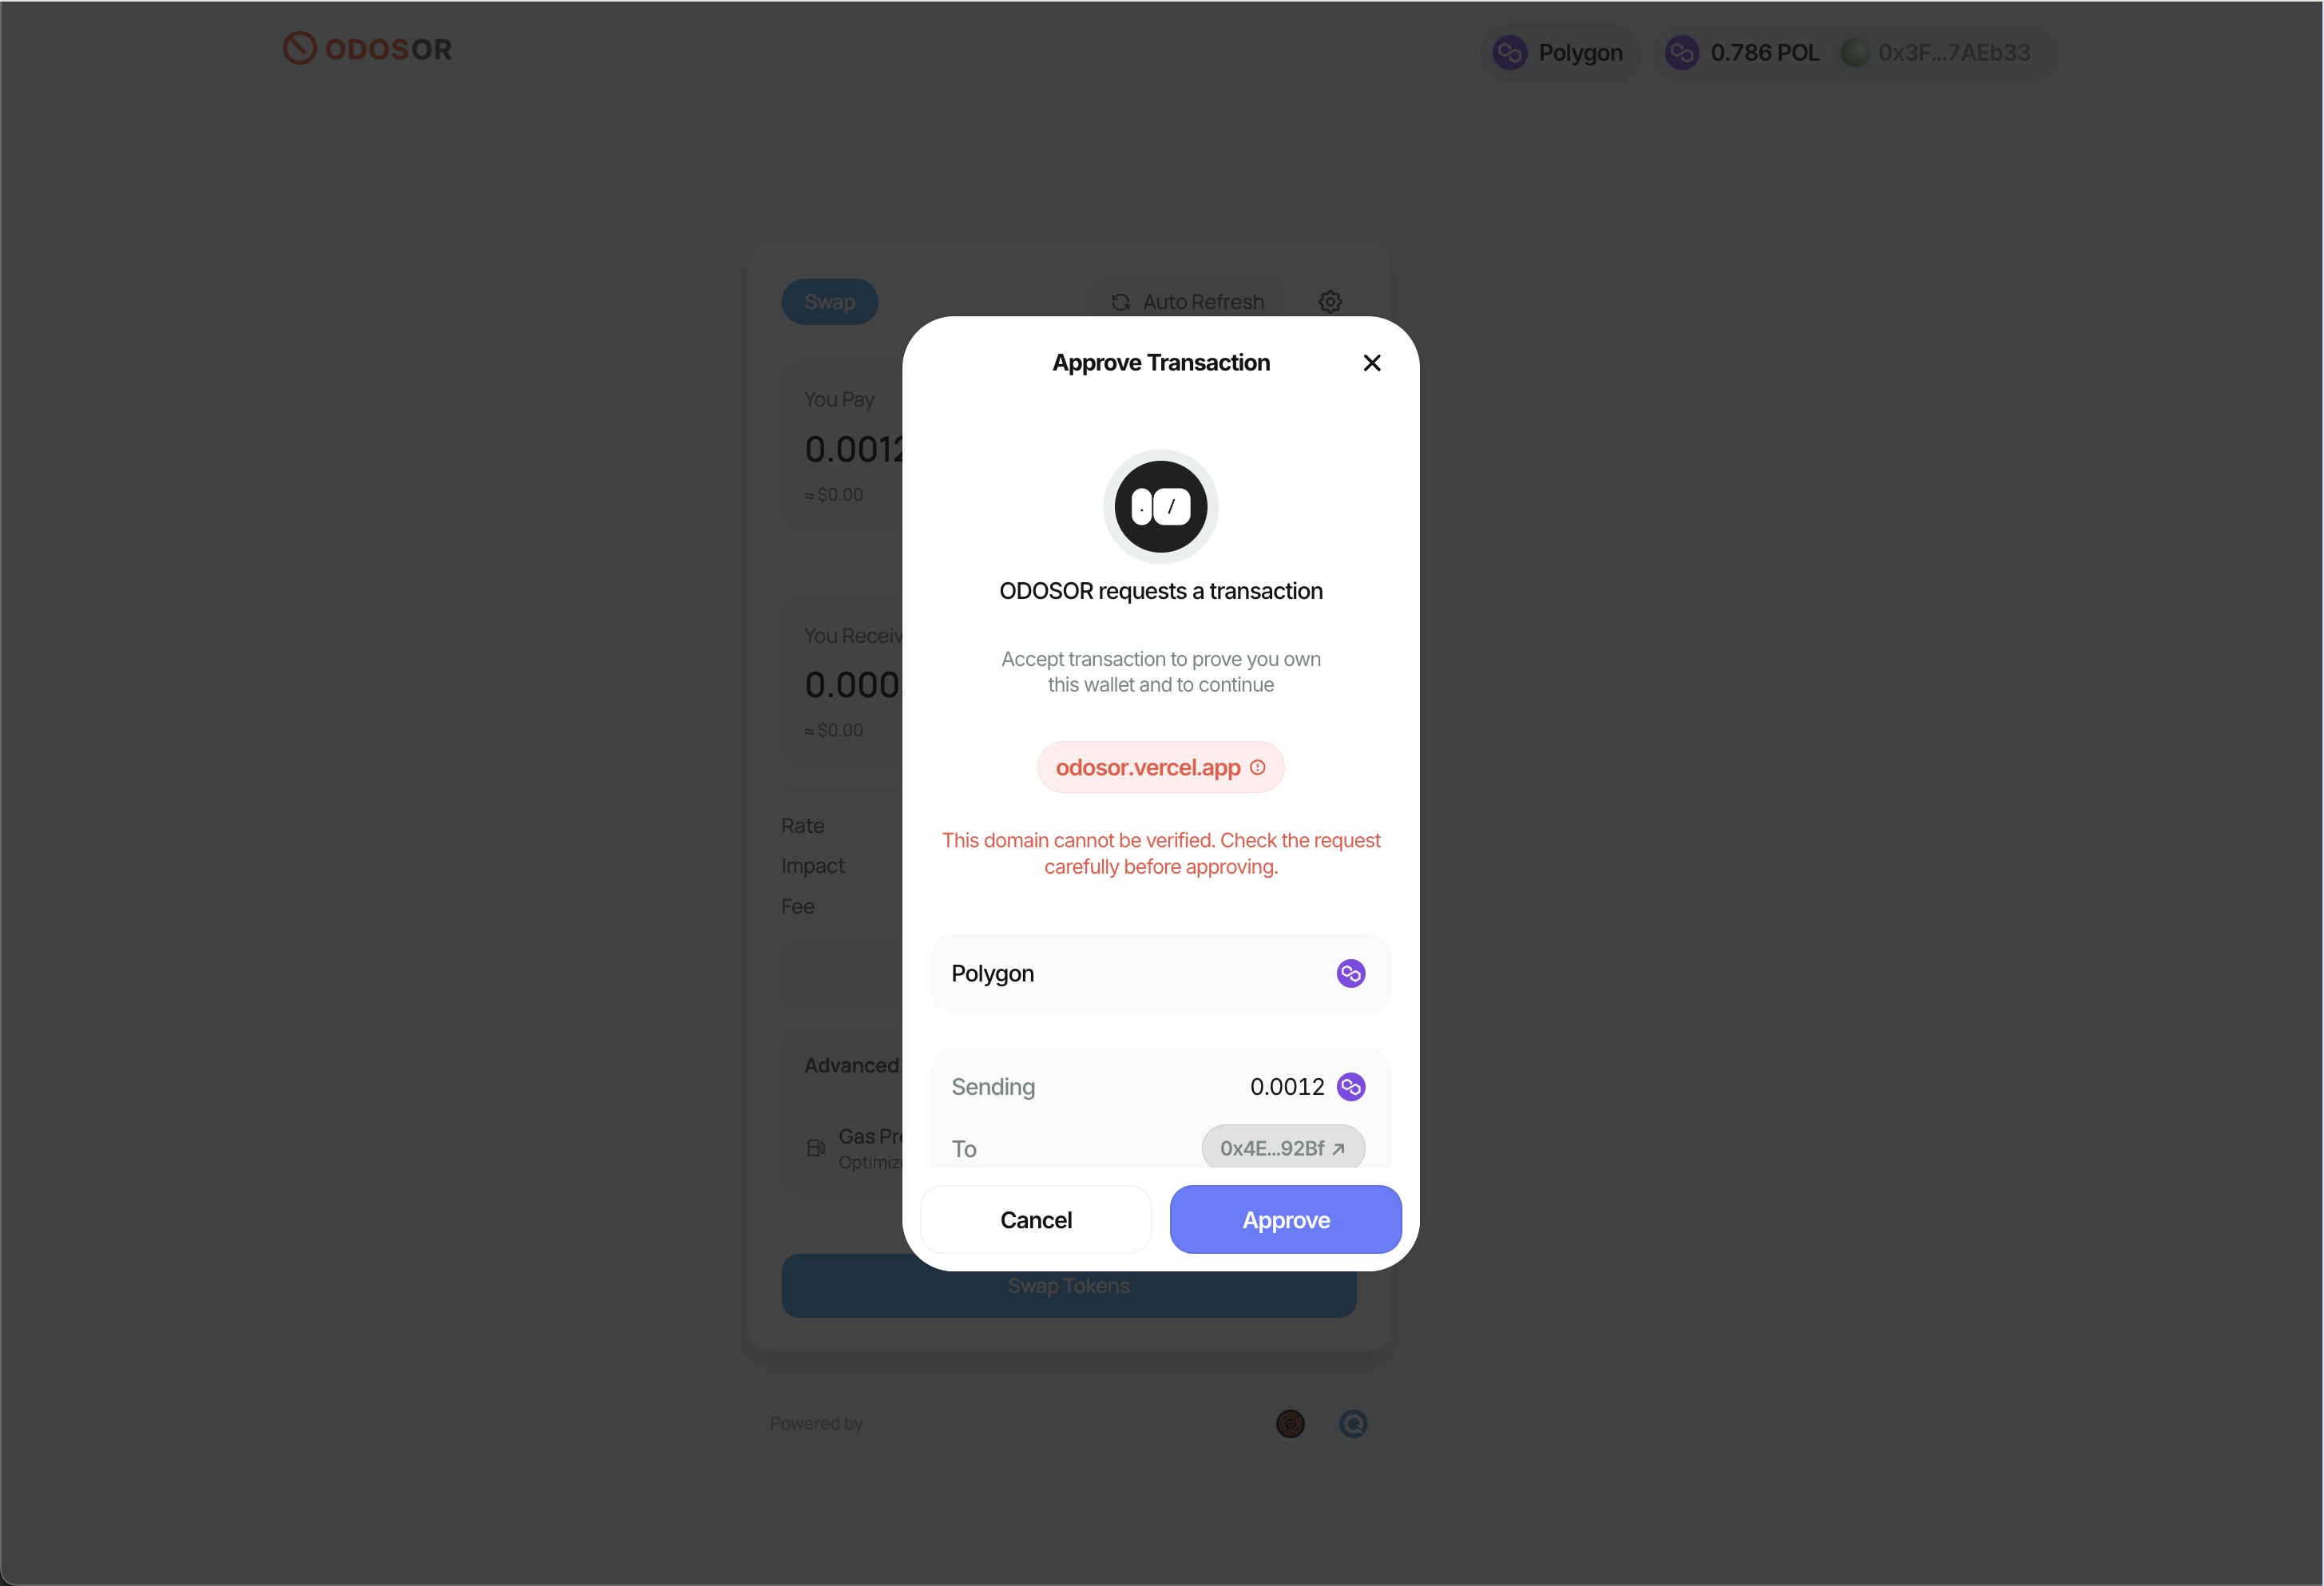 ODOSOR
Polygon
0.786 POL
0x3F...7AEb33
Swap
Auto Refresh
You Pay
0.0012
≈ $0.00
You Receiv
0.000
≈ $0.00
Rate
Impact
Fee
Advanced
Gas Pr
Optimiz
Approve Transaction
./
ODOSOR requests a transaction
Accept transaction to prove you own
this wallet and to continue
odosor.vercel.app
This domain cannot be verified. Check the request
carefully before approving.
Polygon
Sending
0.0012
To
0x4E...92Bf
Cancel
Approve
Swap Tokens
Powered by